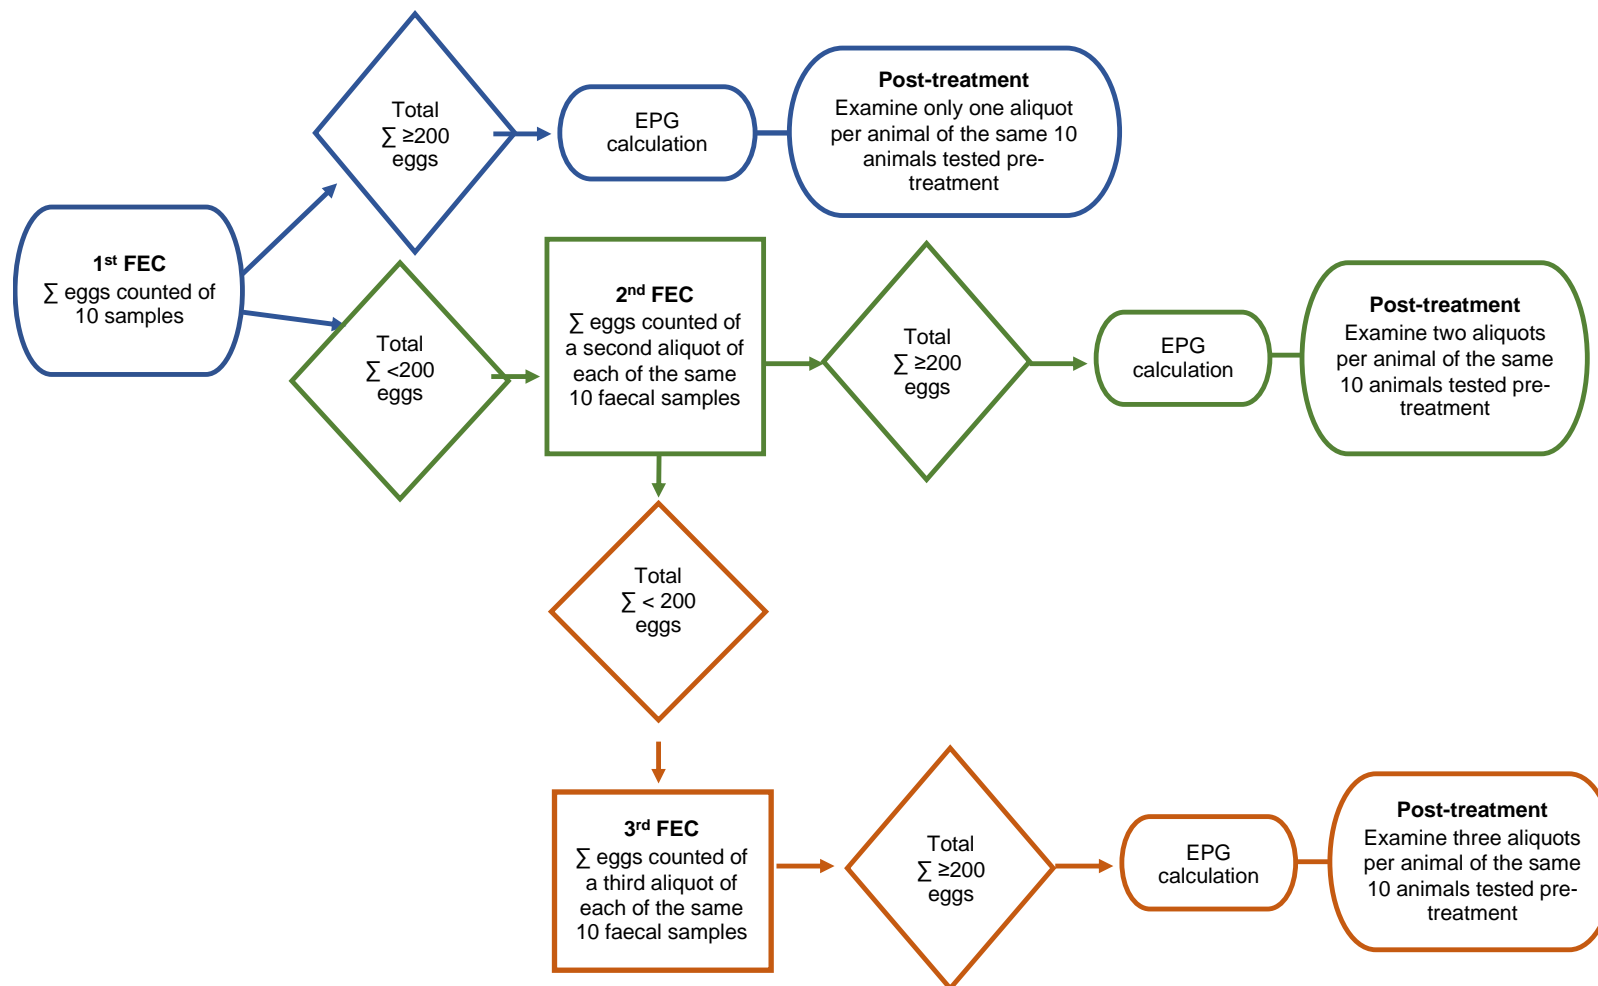 1st FEC
∑ eggs counted of
10 samples
Total
∑ ≥200
eggs
EPG
calculation
Post-treatment
Examine only one aliquot
per animal of the same 10
animals tested pre-
treatment
Total
∑ <200
eggs
2nd FEC
∑ eggs counted of
a second aliquot of
each of the same
10 faecal samples
Total
∑ ≥200
eggs
EPG
calculation
Post-treatment
Examine two aliquots
per animal of the same
10 animals tested pre-
treatment
Total
∑ < 200
eggs
3rd FEC
∑ eggs counted of
a third aliquot of
each of the same
10 faecal samples
Total
∑ ≥200
eggs
EPG
calculation
Post-treatment
Examine three aliquots
per animal of the same
10 animals tested pre-
treatment